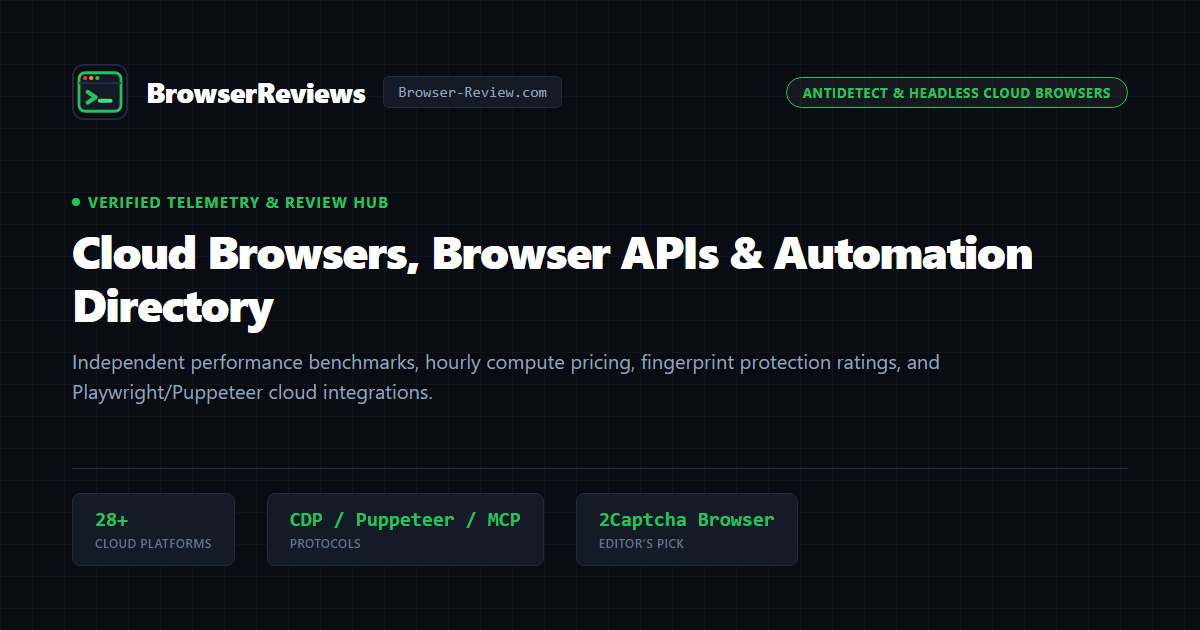 BrowserReviews
Browser-Review.com
ANTIDETECT & HEADLESS CLOUD BROWSERS
VERIFIED TELEMETRY & REVIEW HUB
Cloud Browsers, Browser APIs & Automation
Directory
Independent performance benchmarks, hourly compute pricing, fingerprint protection ratings, and
Playwright/Puppeteer cloud integrations.
28+
CLOUD PLATFORMS
CDP / Puppeteer / MCP
PROTOCOLS
2Captcha Browser
EDITOR'S PICK